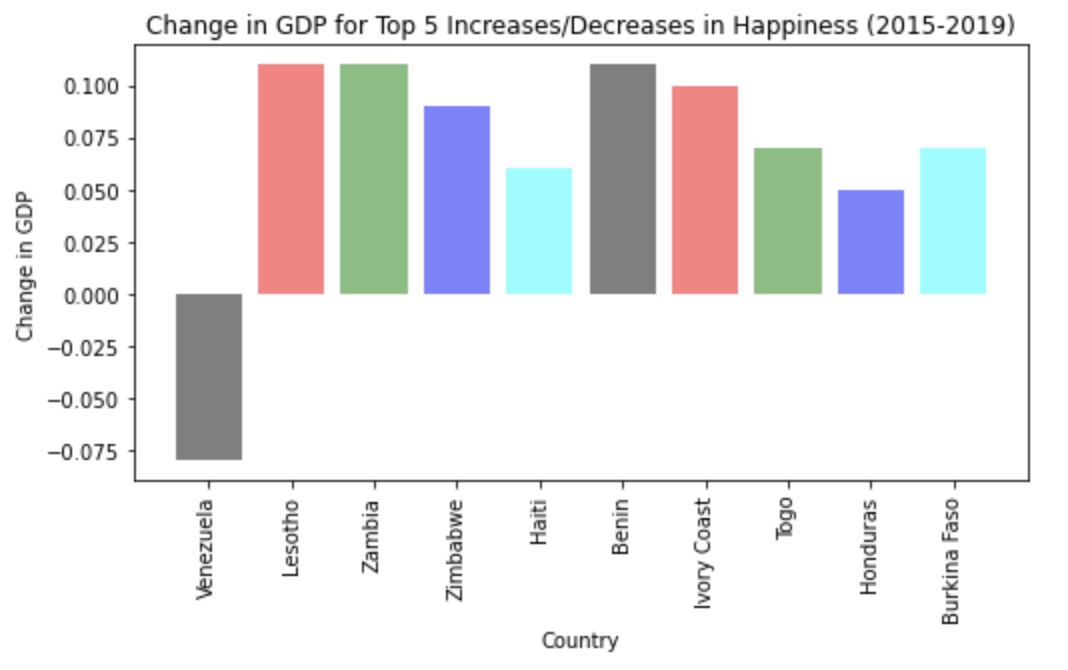 Change in GDP for Top 5 Increases/Decreases in Happiness (2015-2019)
Change in GDP
0.100
0.075
0.050
0.025
0.000
−0.025
−0.050
−0.075
Venezuela
Lesotho
Zambia
Zimbabwe
Haiti
Benin
Ivory Coast
Togo
Honduras
Burkina Faso
Country